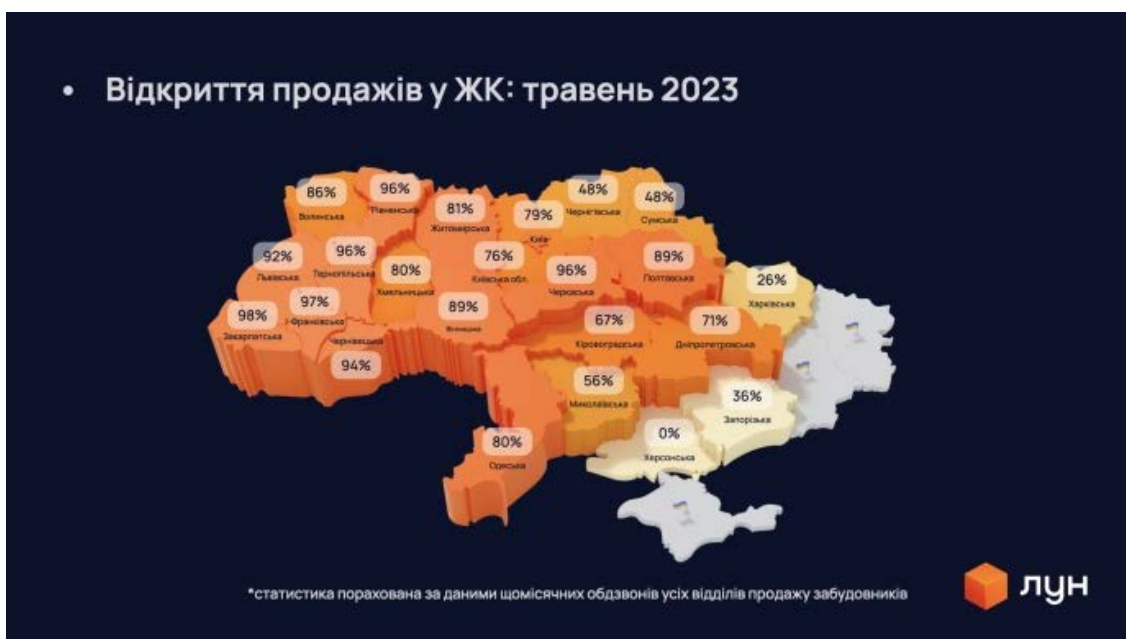 • Відкриття продажів у ЖК: травень 2023
86%
Волинська
96%
Рівненська
81%
Житомирська
79%
Київ
48%
Чернігівська
48%
Сумська
92%
Львівська
96%
Тернопільська
80%
Хмельницька
76%
Київська обл.
96%
Черкаська
89%
Полтавська
26%
Харківська
98%
Закарпатська
97%
І-Франківська
89%
Вінницька
67%
Кіровоградська
71%
Дніпропетровська
Чернівецька
94%
56%
Миколаївська
36%
Запорізька
80%
Одеська
0%
Херсонська
*статистика порахована за даними щомісячних обдзвонів усіх відділів продажу забудовників
лун